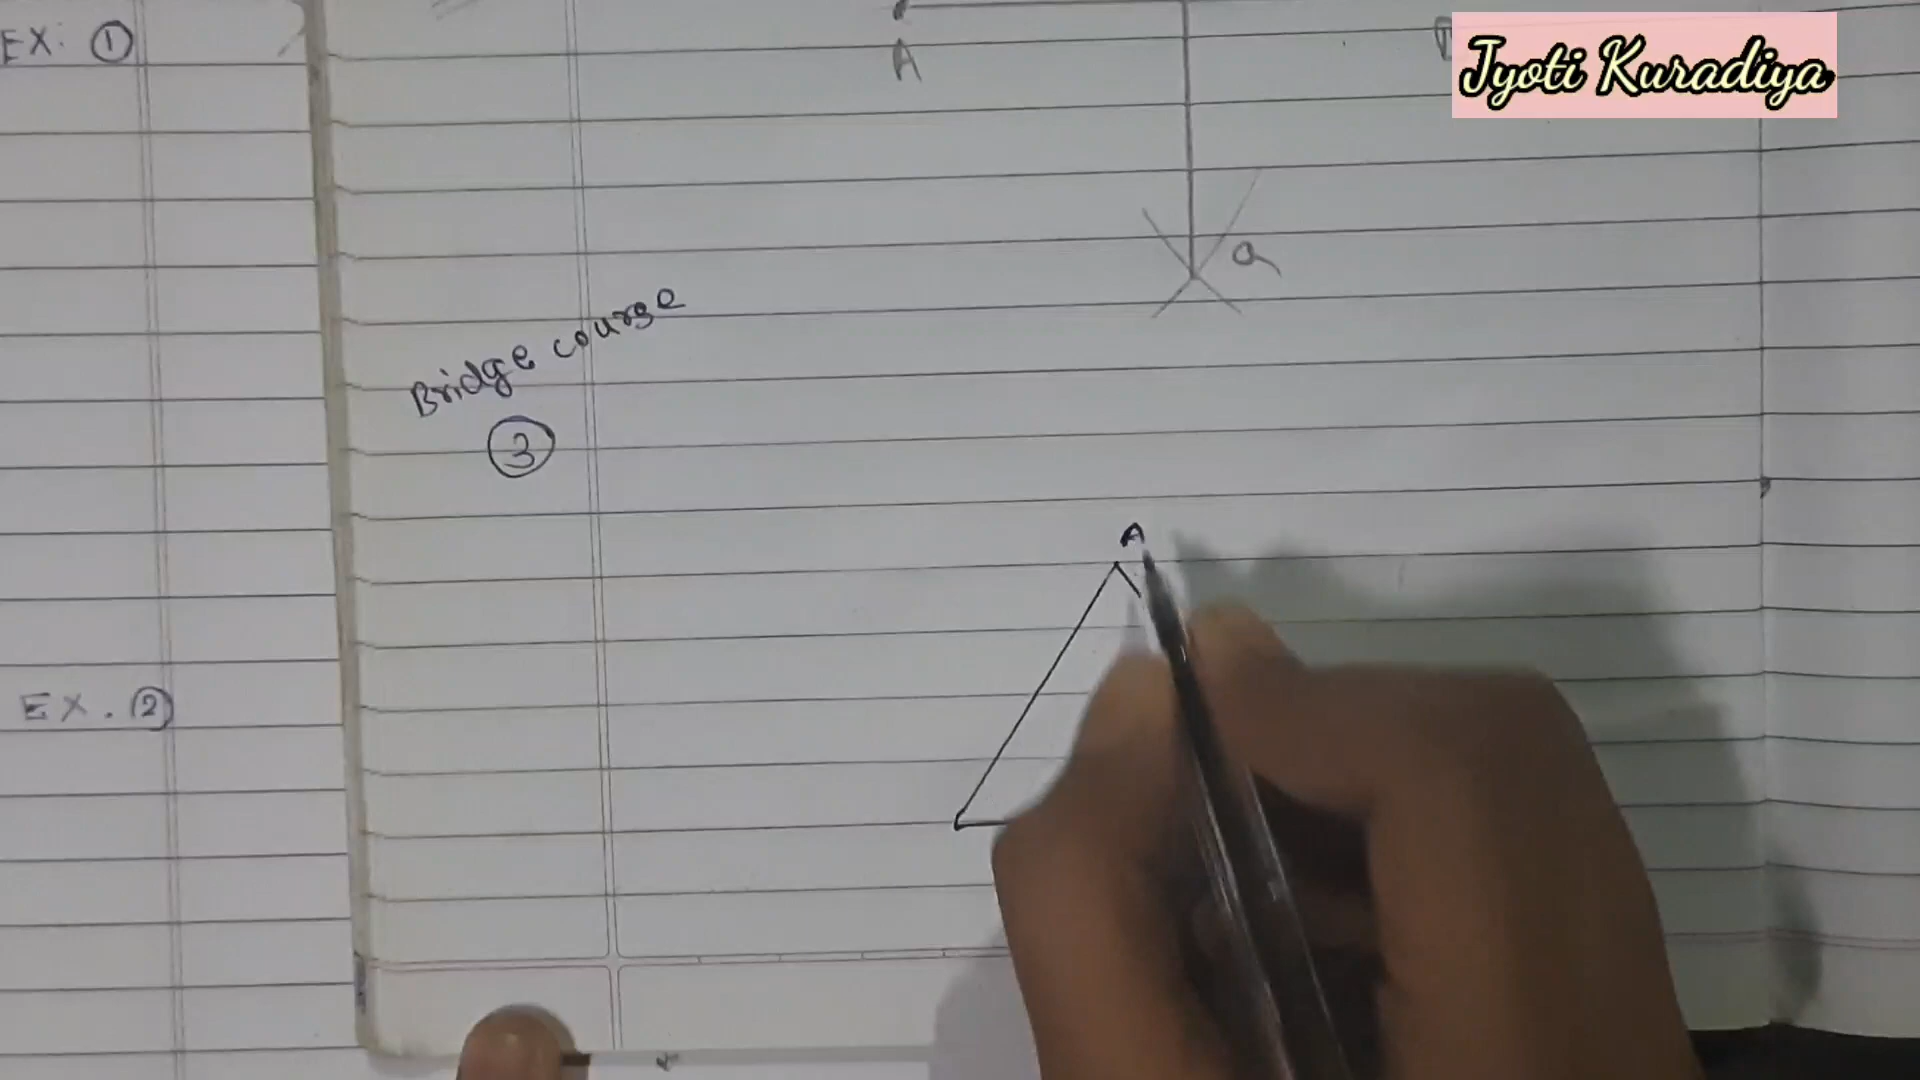 EX. ①
A
Jyoti Kuradiya
Q
Bridge course
③
A
EX. ②